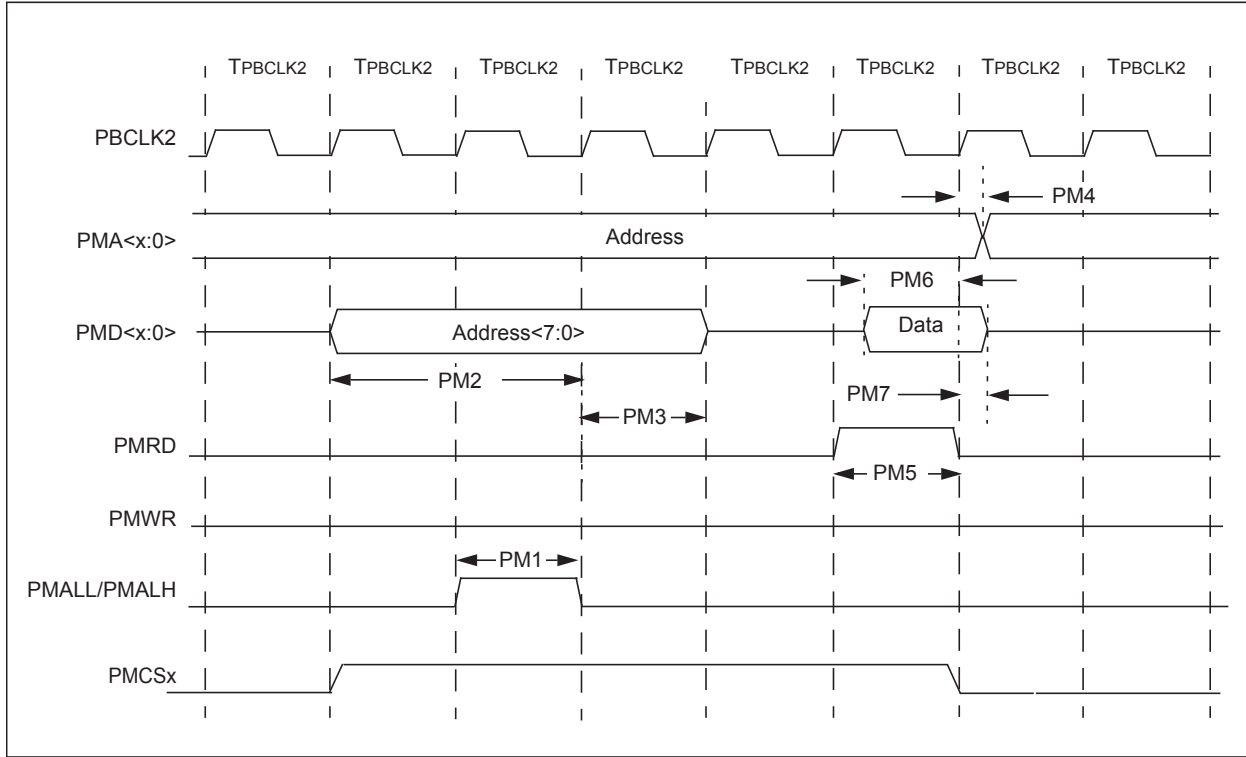 TPBCLK2 TPBCLK2 TPBCLK2 TPBCLK2 TPBCLK2 TPBCLK2 TPBCLK2 TPBCLK2
PBCLK2
PM4
PMA<x:0> Address
PM6
PMD<x:0> Address<7:0> Data
PM2
PM7
PM3
PMRD
PM5
PMWR
PM1
PMALL/PMALH
PMCSx